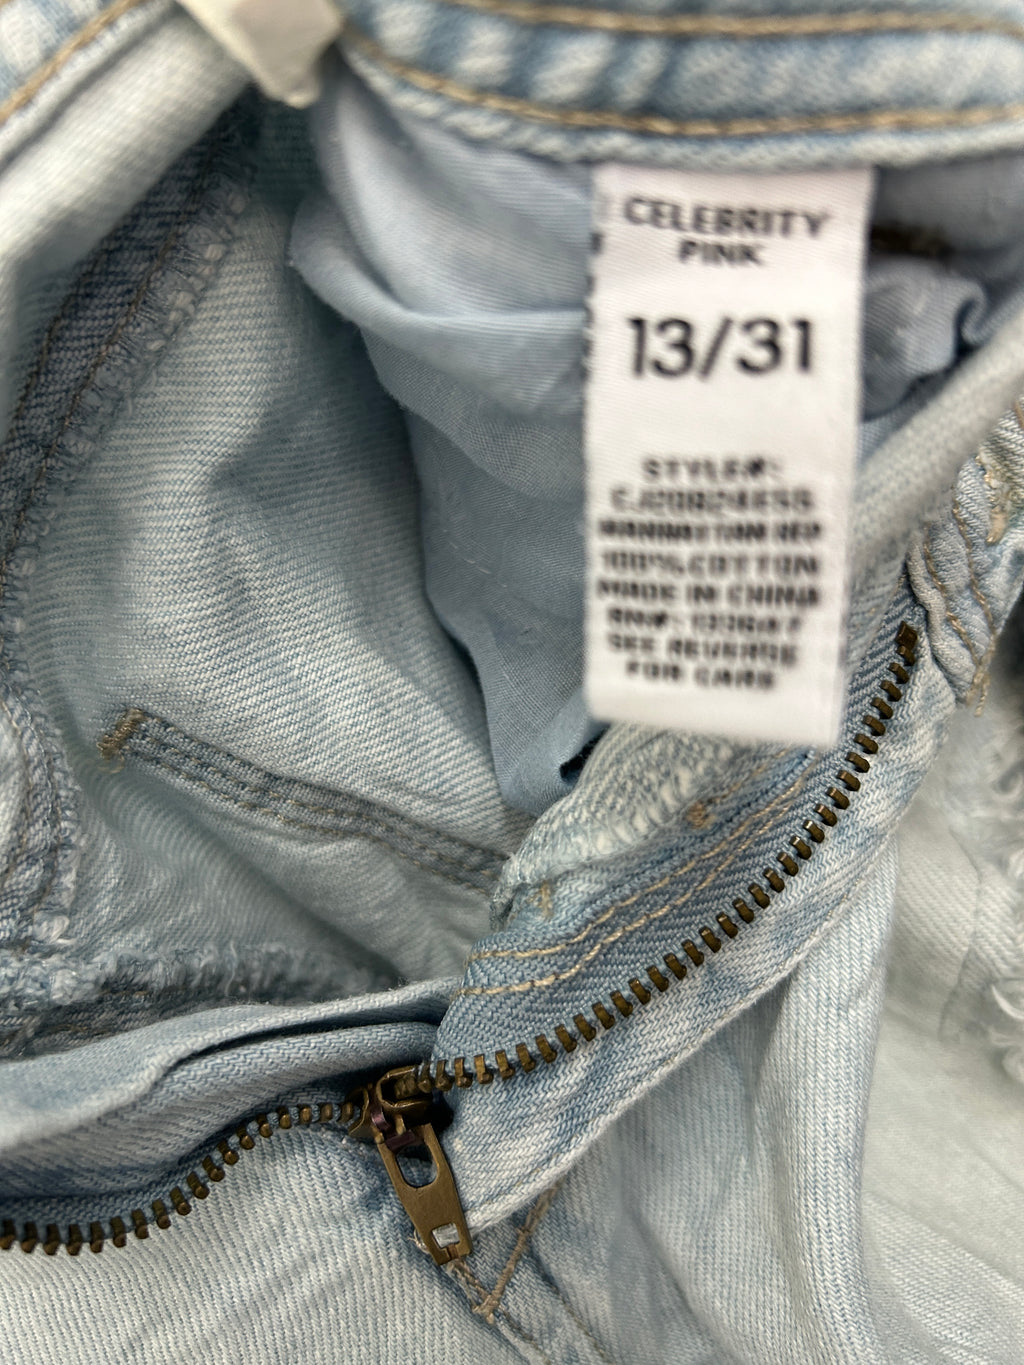 CELEBRITY
PINK
13/31
STYLE#:
100% COTTON
MADE IN CHINA
SEE REVERSE
FOR CARE